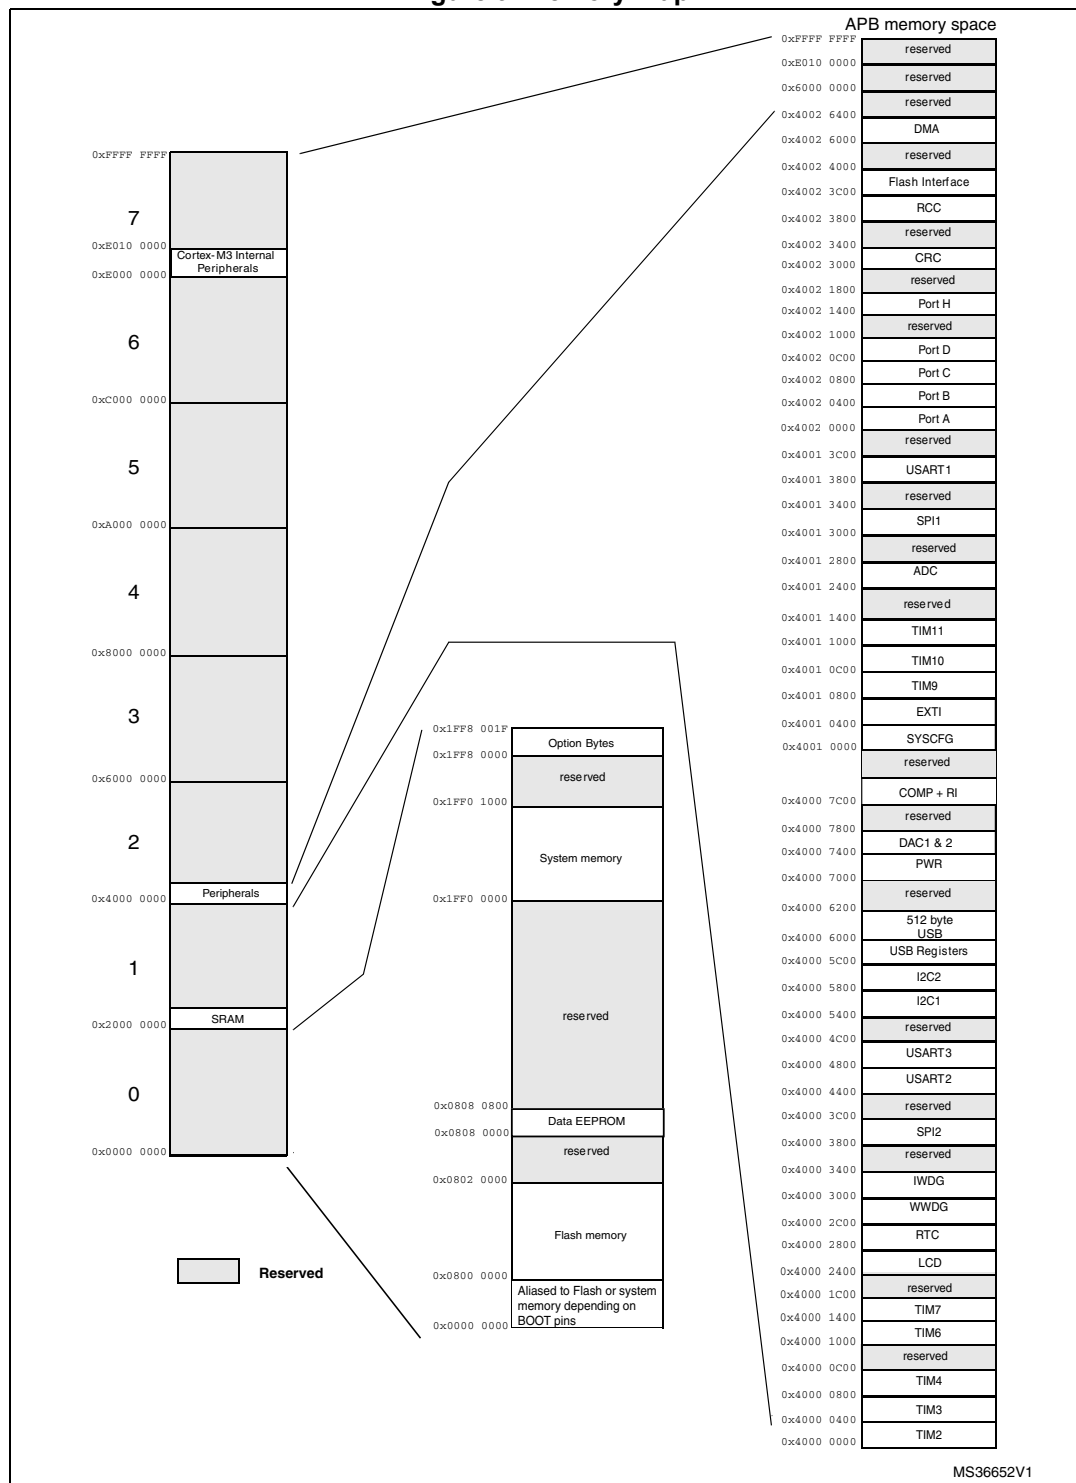 APB memory space
0xFFFF FFFF
reserved
0xE010 0000
reserved
0x6000 0000
reserved
0x4002 6400
DMA
0x4002 6000
reserved
0x4002 4000
Flash Interface
0x4002 3C00
RCC
0x4002 3800
reserved
0x4002 3400
CRC
0x4002 3000
reserved
0x4002 1800
Port H
0x4002 1400
reserved
0x4002 1000
Port D
0x4002 0C00
Port C
0x4002 0800
Port B
0x4002 0400
Port A
0x4002 0000
reserved
0x4001 3C00
USART1
0x4001 3800
reserved
0x4001 3400
SPI1
0x4001 3000
reserved
0x4001 2800
ADC
0x4001 2400
reserved
0x4001 1400
TIM11
0x4001 1000
TIM10
0x4001 0C00
TIM9
0x4001 0800
EXTI
0x4001 0400
SYSCFG
0x4001 0000
reserved
COMP + RI
0x4000 7C00
reserved
0x4000 7800
DAC1 & 2
0x4000 7400
PWR
0x4000 7000
reserved
0x4000 6200
512 byte
USB
0x4000 6000
USB Registers
0x4000 5C00
I2C2
0x4000 5800
I2C1
0x4000 5400
reserved
0x4000 4C00
USART3
0x4000 4800
USART2
0x4000 4400
reserved
0x4000 3C00
SPI2
0x4000 3800
reserved
0x4000 3400
IWDG
0x4000 3000
WWDG
0x4000 2C00
RTC
0x4000 2800
LCD
0x4000 2400
reserved
0x4000 1C00
TIM7
0x4000 1400
TIM6
0x4000 1000
reserved
0x4000 0C00
TIM4
0x4000 0800
TIM3
0x4000 0400
TIM2
0x4000 0000
0xFFFF FFFF
7
0xE010 0000
Cortex-M3 Internal
Peripherals
0xE000 0000
6
0xC000 0000
5
0xA000 0000
4
0x8000 0000
3
0x6000 0000
2
Peripherals
0x4000 0000
1
SRAM
0x2000 0000
0
0x0000 0000
Reserved
0x1FF8 001F
Option Bytes
0x1FF8 0000
reserved
0x1FF0 1000
System memory
0x1FF0 0000
reserved
0x0808 0800
Data EEPROM
0x0808 0000
reserved
0x0802 0000
Flash memory
0x0800 0000
Aliased to Flash or system
memory depending on
BOOT pins
0x0000 0000
MS36652V1